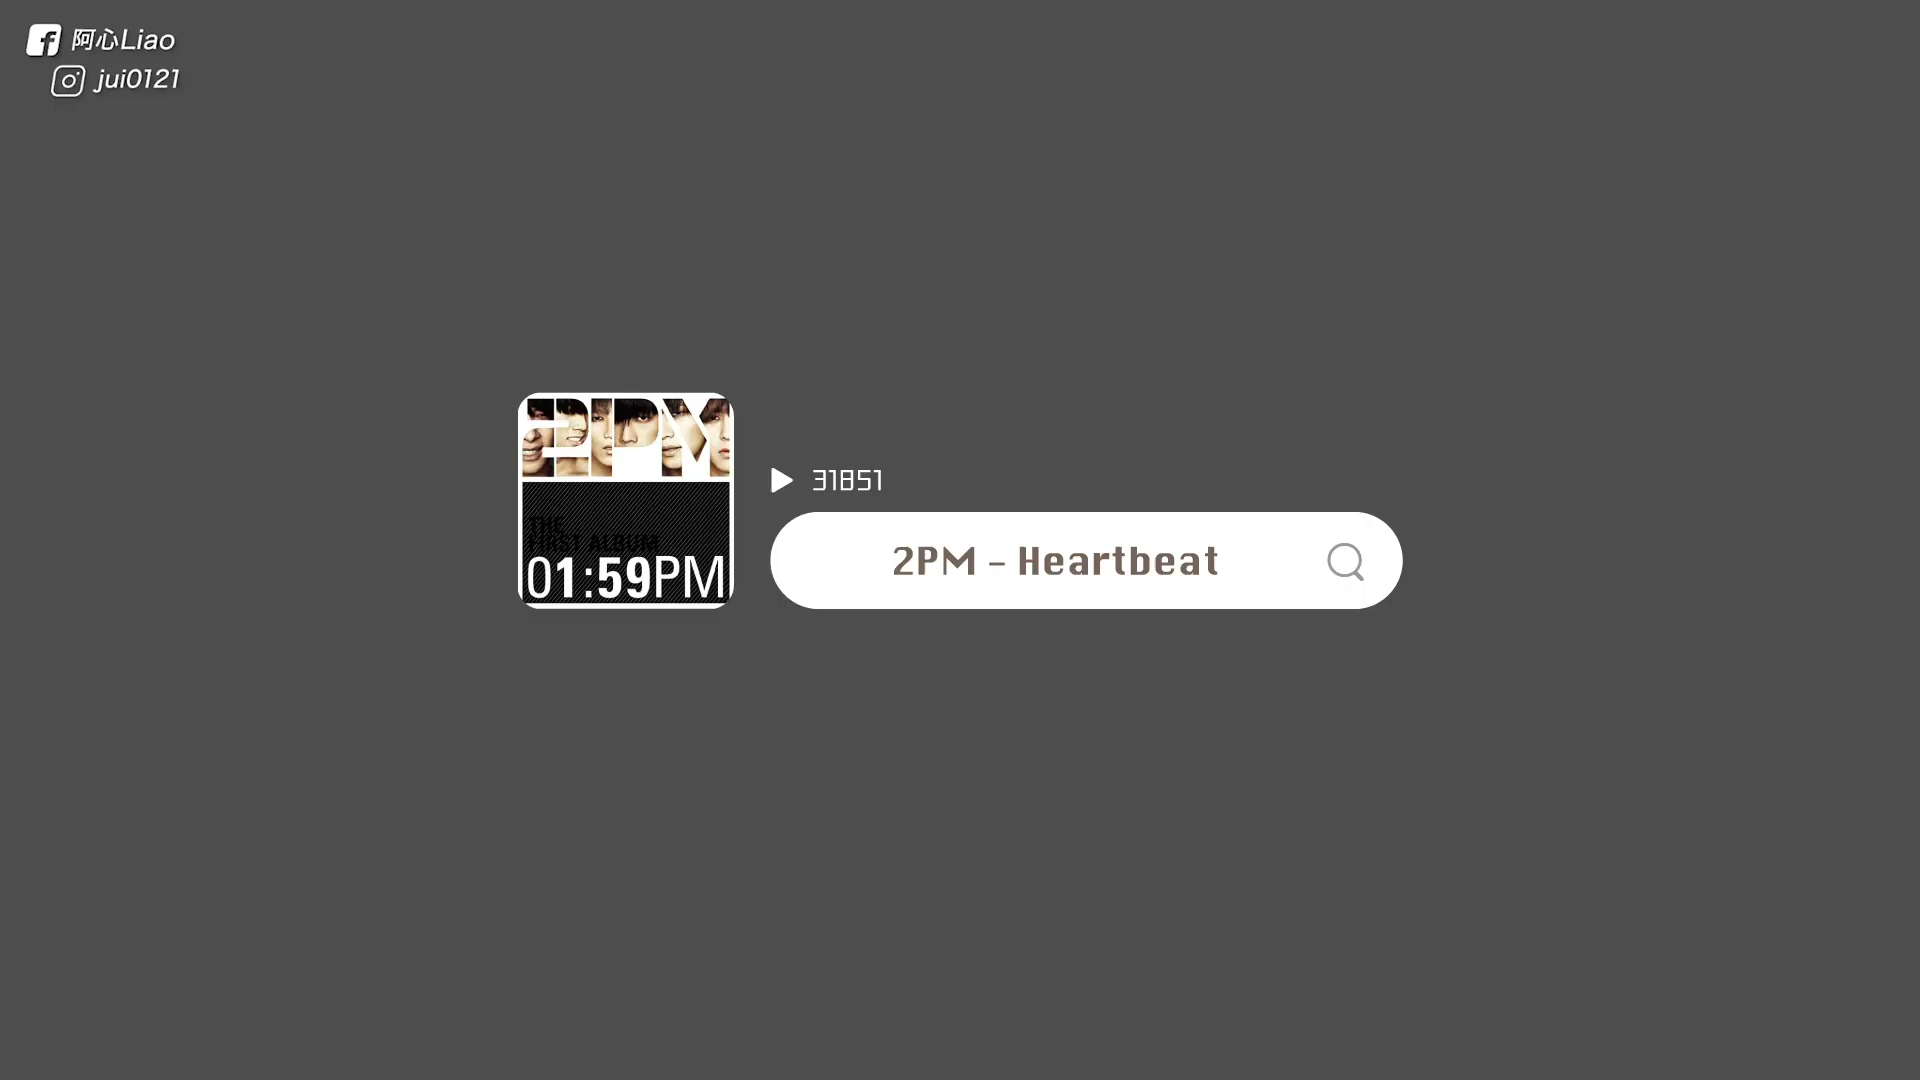 阿心Liao
jui0121
2PM
THE
FIRST ALBUM
01:59PM
31851
2PM - Heartbeat